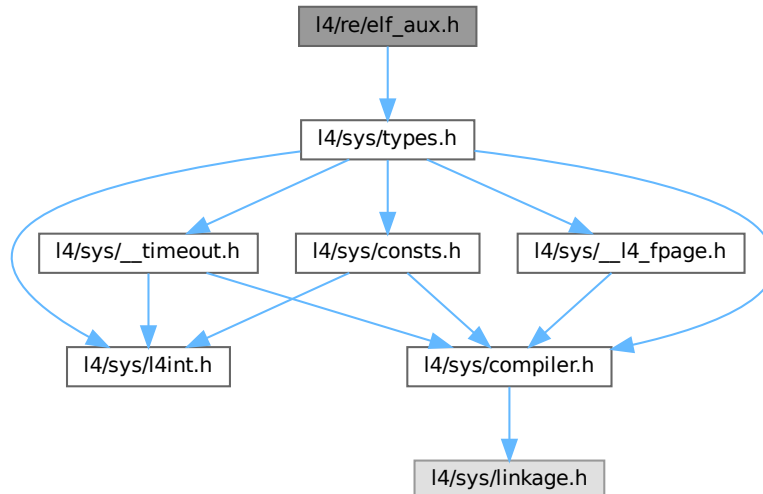 l4/re/elf_aux.h
l4/sys/types.h
l4/sys/__timeout.h
l4/sys/consts.h
l4/sys/__l4_fpage.h
l4/sys/l4int.h
l4/sys/compiler.h
l4/sys/linkage.h